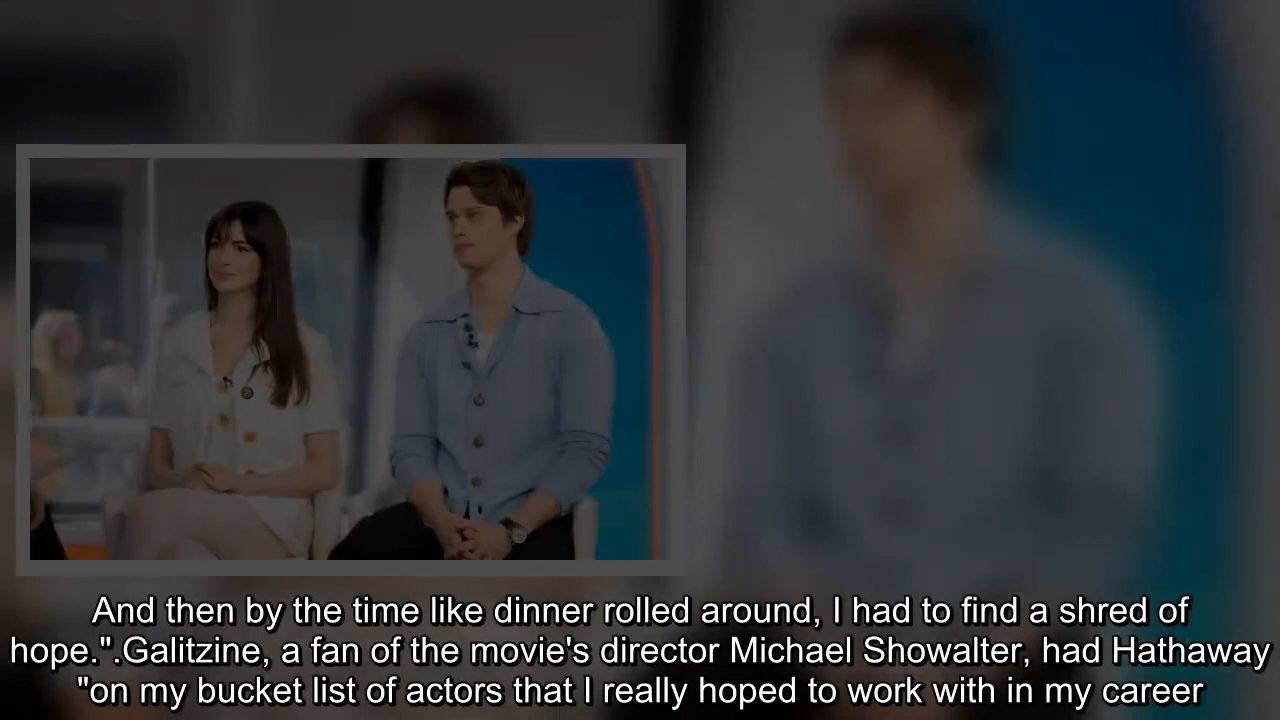 And then by the time like dinner rolled around, I had to find a shred of
hope.".Galitzine, a fan of the movie's director Michael Showalter, had Hathaway
"on my bucket list of actors that I really hoped to work with in my career